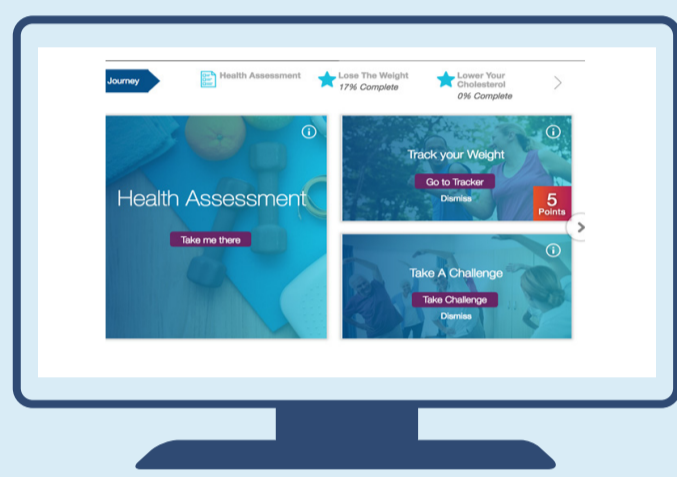 Journey
Health Assessment
Lose The Weight
17% Complete
Lower Your
Cholesterol
0% Complete
Health Assessment
Take me there
Track your Weight
Go to Tracker
Dismiss
5
Points
Take A Challenge
Take Challenge
Dismiss